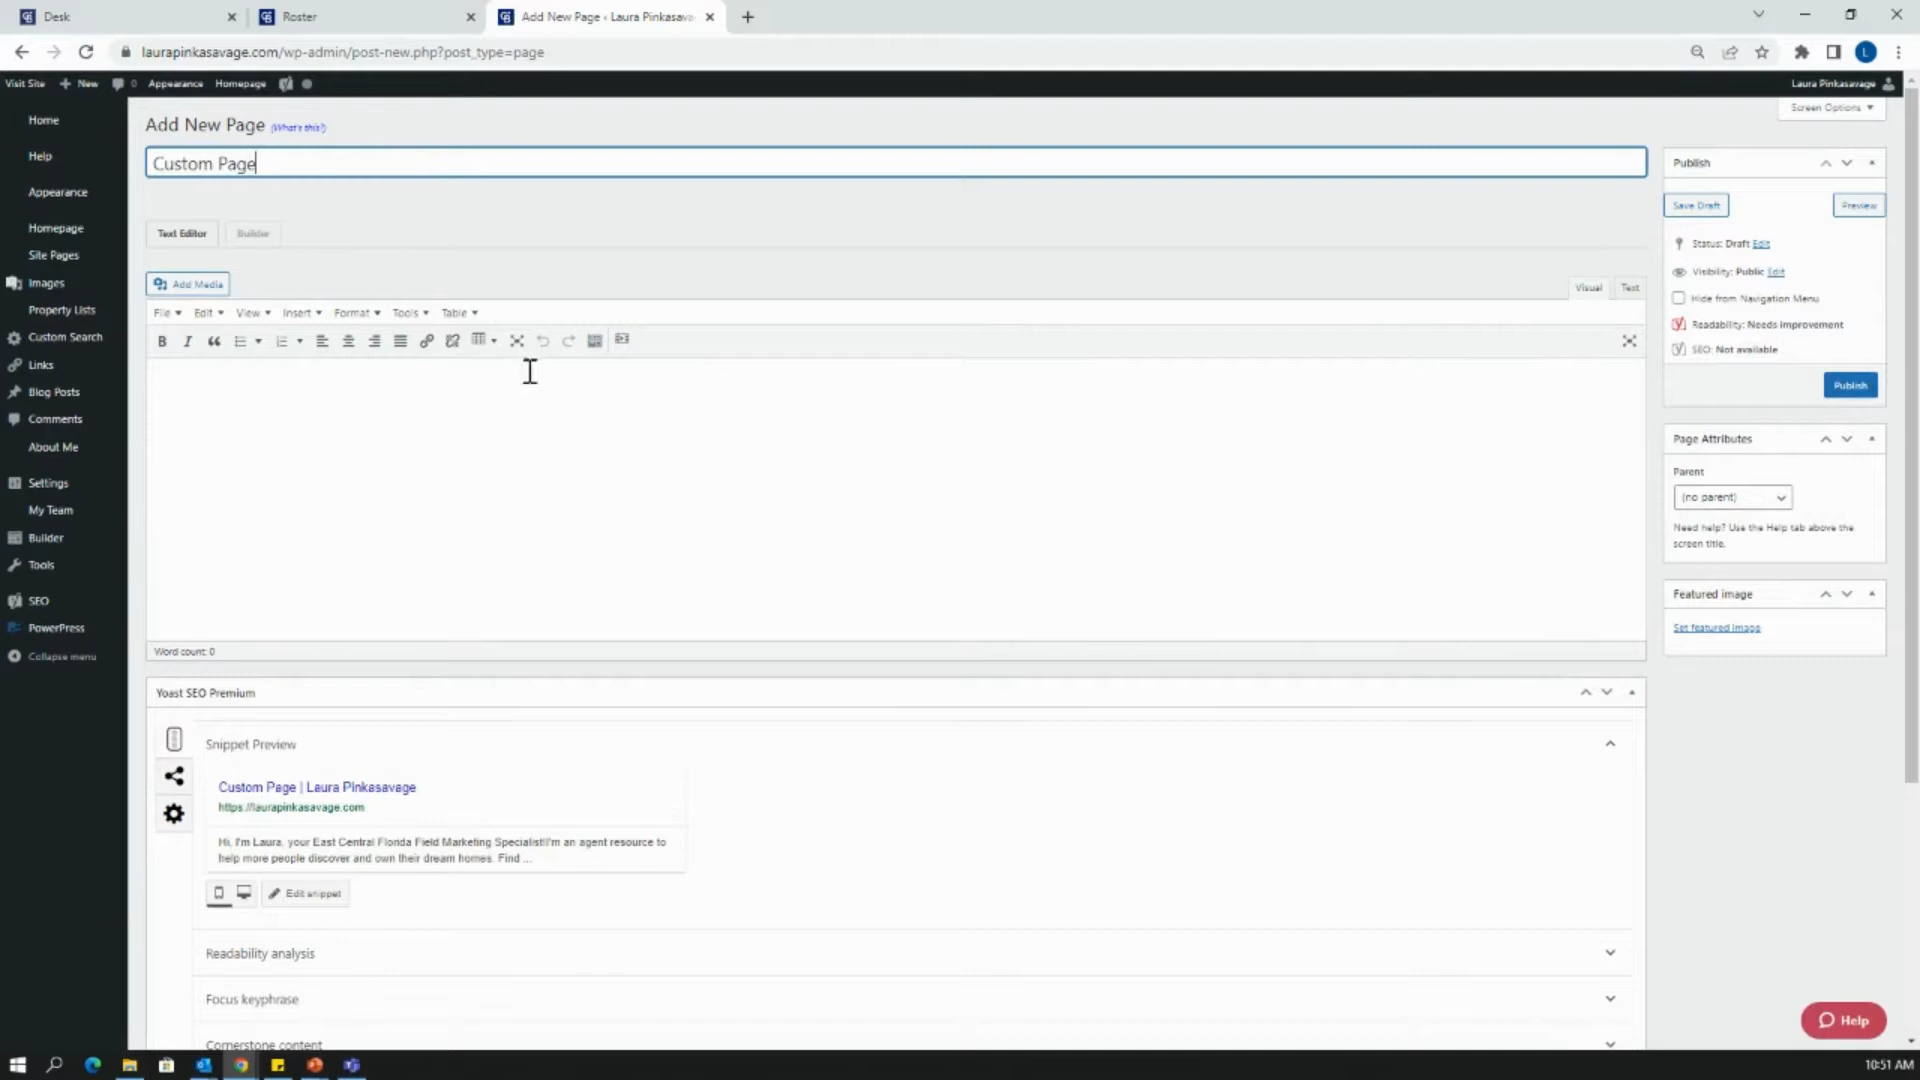 Desk
Roster
Add New Page ‹ Laura Pinkasava
laurapinkasavage.com/wp-admin/post-new.php?post_type=page
L
Visit Site
New
0
Appearance
Homepage
Laura Pinkasavage
Home
Help
Appearance
Homepage
Site Pages
Images
Property Lists
Custom Search
Links
Blog Posts
Comments
About Me
Settings
My Team
Builder
Tools
SEO
PowerPress
Collapse menu
Add New Page (What's this?)
Screen Options
Custom Page
Text Editor
Builder
Add Media
Visual
Text
File Edit View Insert Format Tools Table
B I
Word count: 0
Publish
Save Draft
Preview
Status: Draft Edit
Visibility: Public Edit
Hide from Navigation Menu
Readability: Needs improvement
SEO: Not available
Publish
Page Attributes
Parent
(no parent)
Need help? Use the Help tab above the
screen title.
Featured image
Set featured image
Yoast SEO Premium
Snippet Preview
Custom Page | Laura Pinkasavage
https://laurapinkasavage.com
Hi, I'm Laura, your East Central Florida Field Marketing Specialist!I'm an agent resource to
help more people discover and own their dream homes. Find ...
Edit snippet
Readability analysis
Focus keyphrase
Cornerstone content
Help
10:51 AM